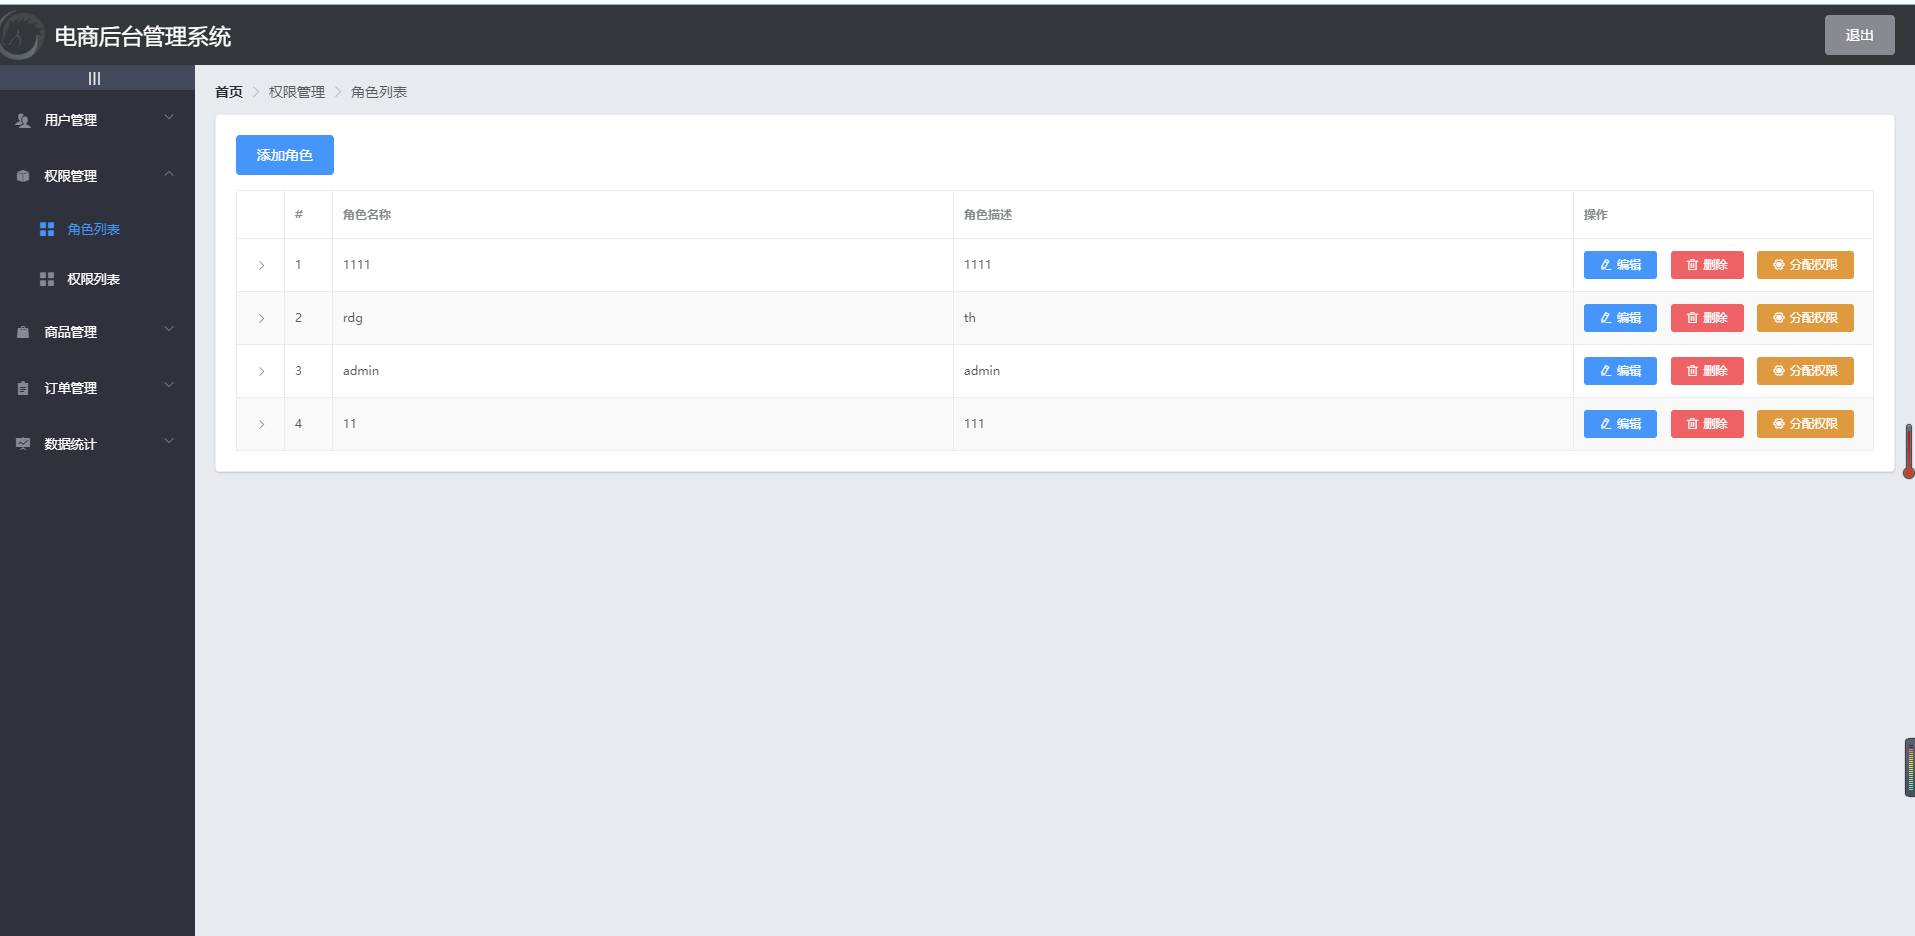 电商后台管理系统
退出
|||
首页 > 权限管理 > 角色列表
用户管理
权限管理
角色列表
权限列表
商品管理
订单管理
数据统计
添加角色
# 角色名称 角色描述 操作
1 1111 1111 编辑 删除 分配权限
2 rdg th 编辑 删除 分配权限
3 admin admin 编辑 删除 分配权限
4 11 111 编辑 删除 分配权限